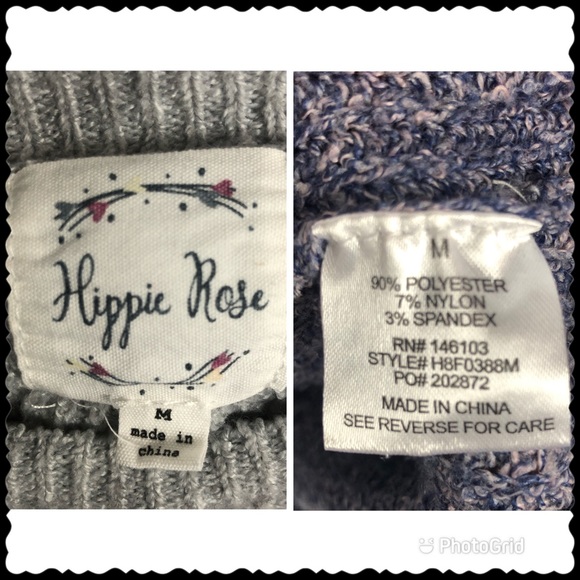 Hippie Rose
M
made in
china
M
90% POLYESTER
7% NYLON
3% SPANDEX
RN# 146103
STYLE# H8F0388M
PO# 202872
MADE IN CHINA
SEE REVERSE FOR CARE
PhotoGrid